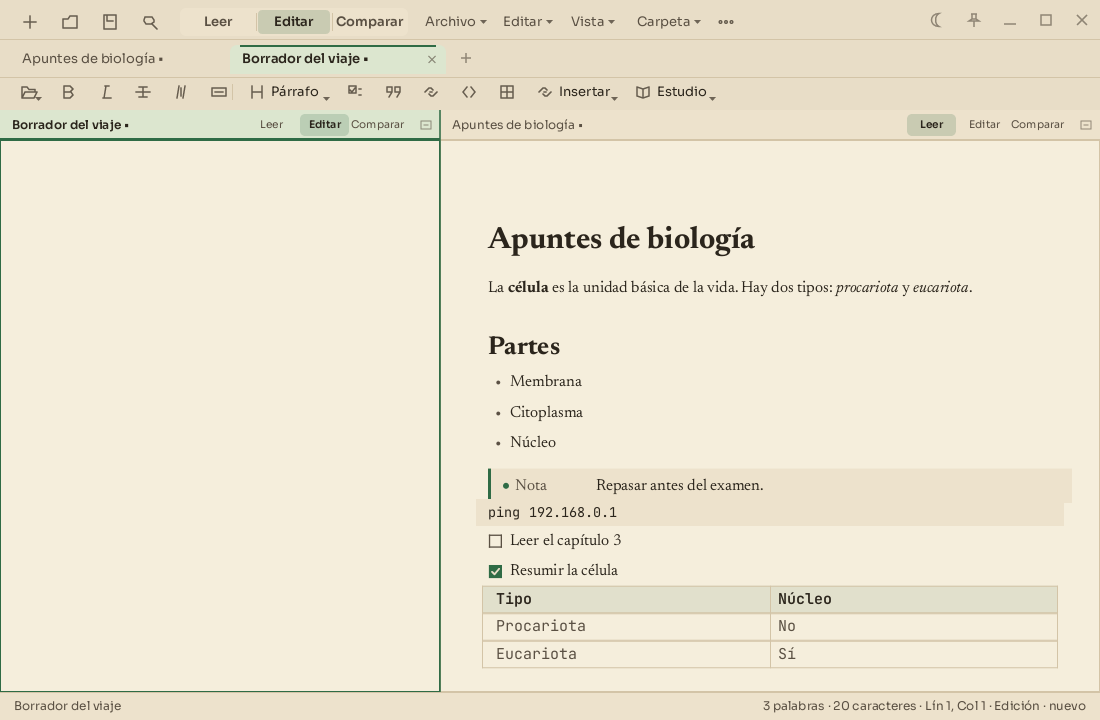 Leer Editar Comparar Archivo Editar Vista Carpeta
Apuntes de biología • Borrador del viaje •
Párrafo Insertar Estudio
Borrador del viaje • Leer Editar Comparar
Apuntes de biología • Leer Editar Comparar
Apuntes de biología
La célula es la unidad básica de la vida. Hay dos tipos: procariota y eucariota.
Partes
• Membrana
• Citoplasma
• Núcleo
• Nota Repasar antes del examen.
ping 192.168.0.1
Leer el capítulo 3
Resumir la célula
Tipo Núcleo
Procariota No
Eucariota Sí
Borrador del viaje 3 palabras · 20 caracteres · Lín 1, Col 1 · Edición · nuevo